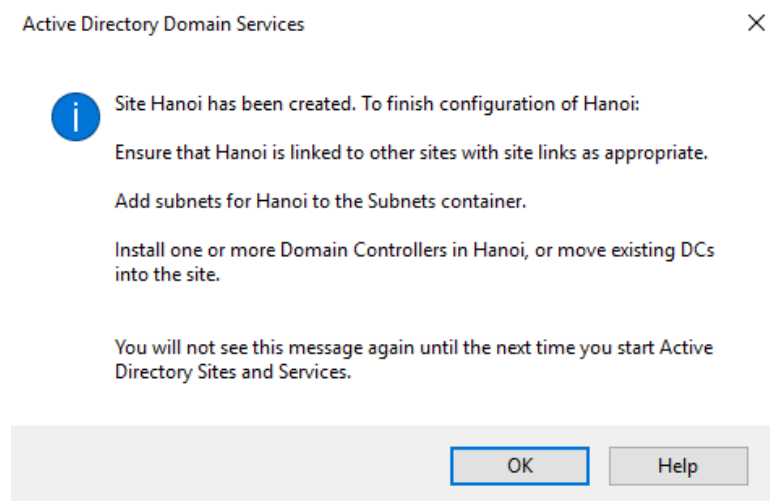 Active Directory Domain Services
Site Hanoi has been created. To finish configuration of Hanoi:
Ensure that Hanoi is linked to other sites with site links as appropriate.
Add subnets for Hanoi to the Subnets container.
Install one or more Domain Controllers in Hanoi, or move existing DCs
into the site.
You will not see this message again until the next time you start Active
Directory Sites and Services.
OK
Help